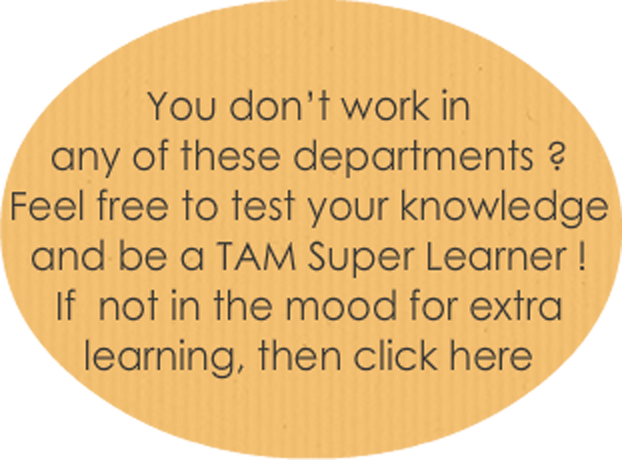 You don’t work in
any of these departments ?
Feel free to test your knowledge
and be a TAM Super Learner !
If  not in the mood for extra
learning, then click here